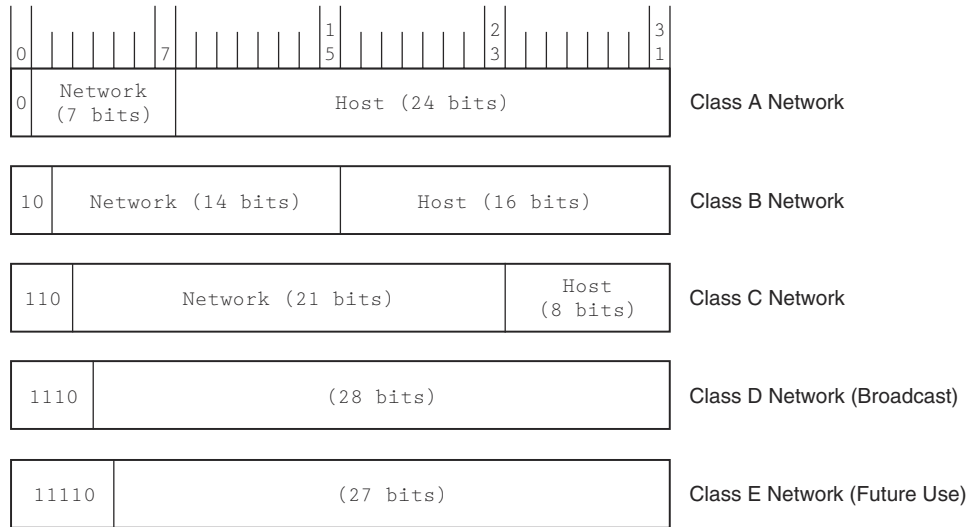 0 7 1 5 2 3 3 1
0 Network (7 bits) Host (24 bits) Class A Network
10 Network (14 bits) Host (16 bits) Class B Network
110 Network (21 bits) Host (8 bits) Class C Network
1110 (28 bits) Class D Network (Broadcast)
11110 (27 bits) Class E Network (Future Use)